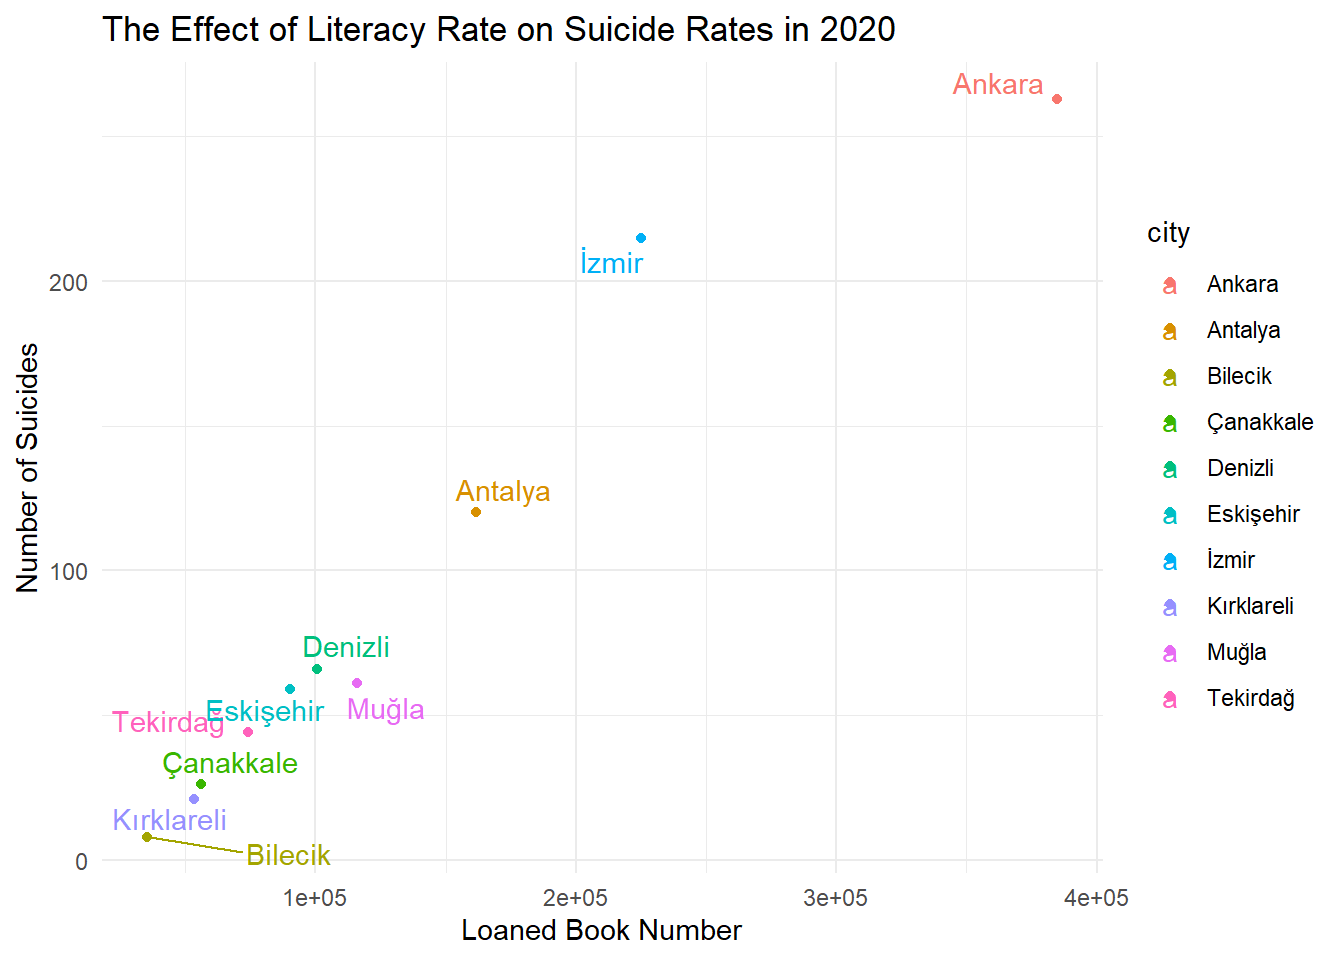 The Effect of Literacy Rate on Suicide Rates in 2020
Ankara
İzmir
Antalya
Denizli
Muğla
Eskişehir
Tekirdağ
Çanakkale
Kırklareli
Bilecik
200
100
0
Number of Suicides
1e+05 2e+05 3e+05 4e+05
Loaned Book Number
city
a Ankara
a Antalya
a Bilecik
a Çanakkale
a Denizli
a Eskişehir
a İzmir
a Kırklareli
a Muğla
a Tekirdağ